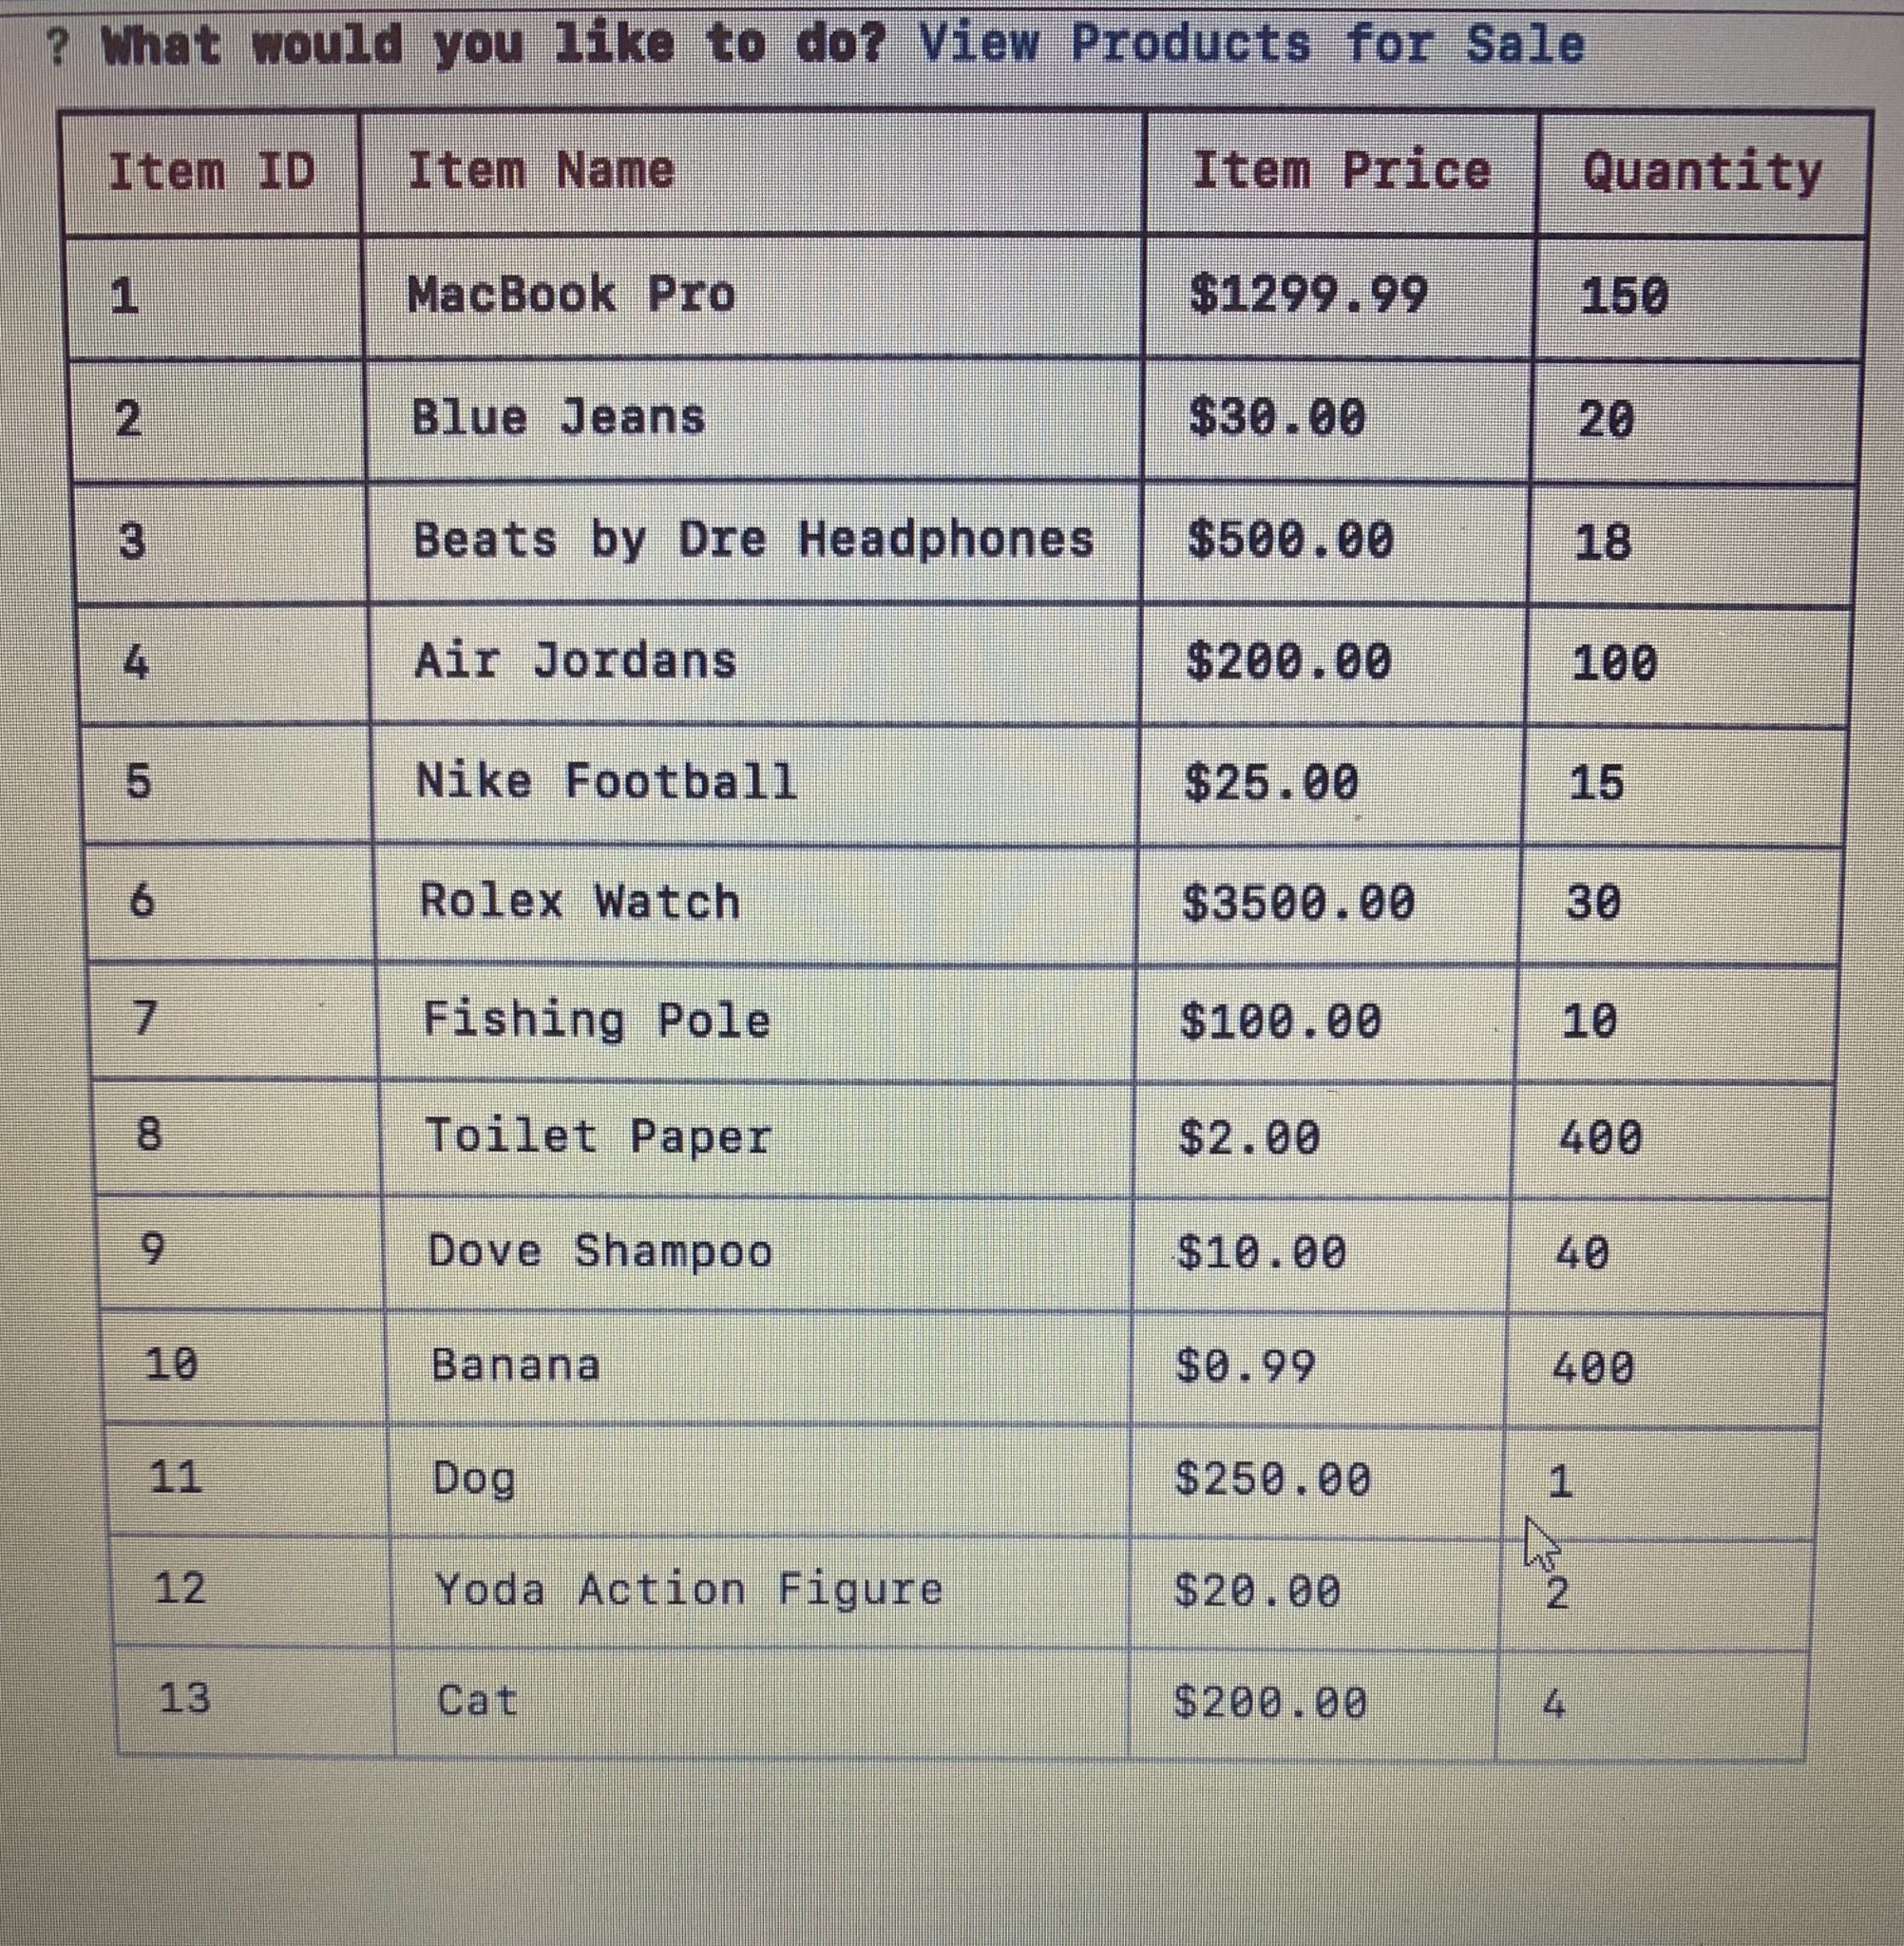 ? What would you like to do? View Products for Sale
Item ID Item Name Item Price Quantity
1 MacBook Pro $1299.99 150
2 Blue Jeans $30.00 20
3 Beats by Dre Headphones $500.00 18
4 Air Jordans $200.00 100
5 Nike Football $25.00 15
6 Rolex Watch $3500.00 30
7 Fishing Pole $100.00 10
8 Toilet Paper $2.00 400
9 Dove Shampoo $10.00 40
10 Banana $0.99 400
11 Dog $250.00 1
12 Yoda Action Figure $20.00 2
13 Cat $200.00 4